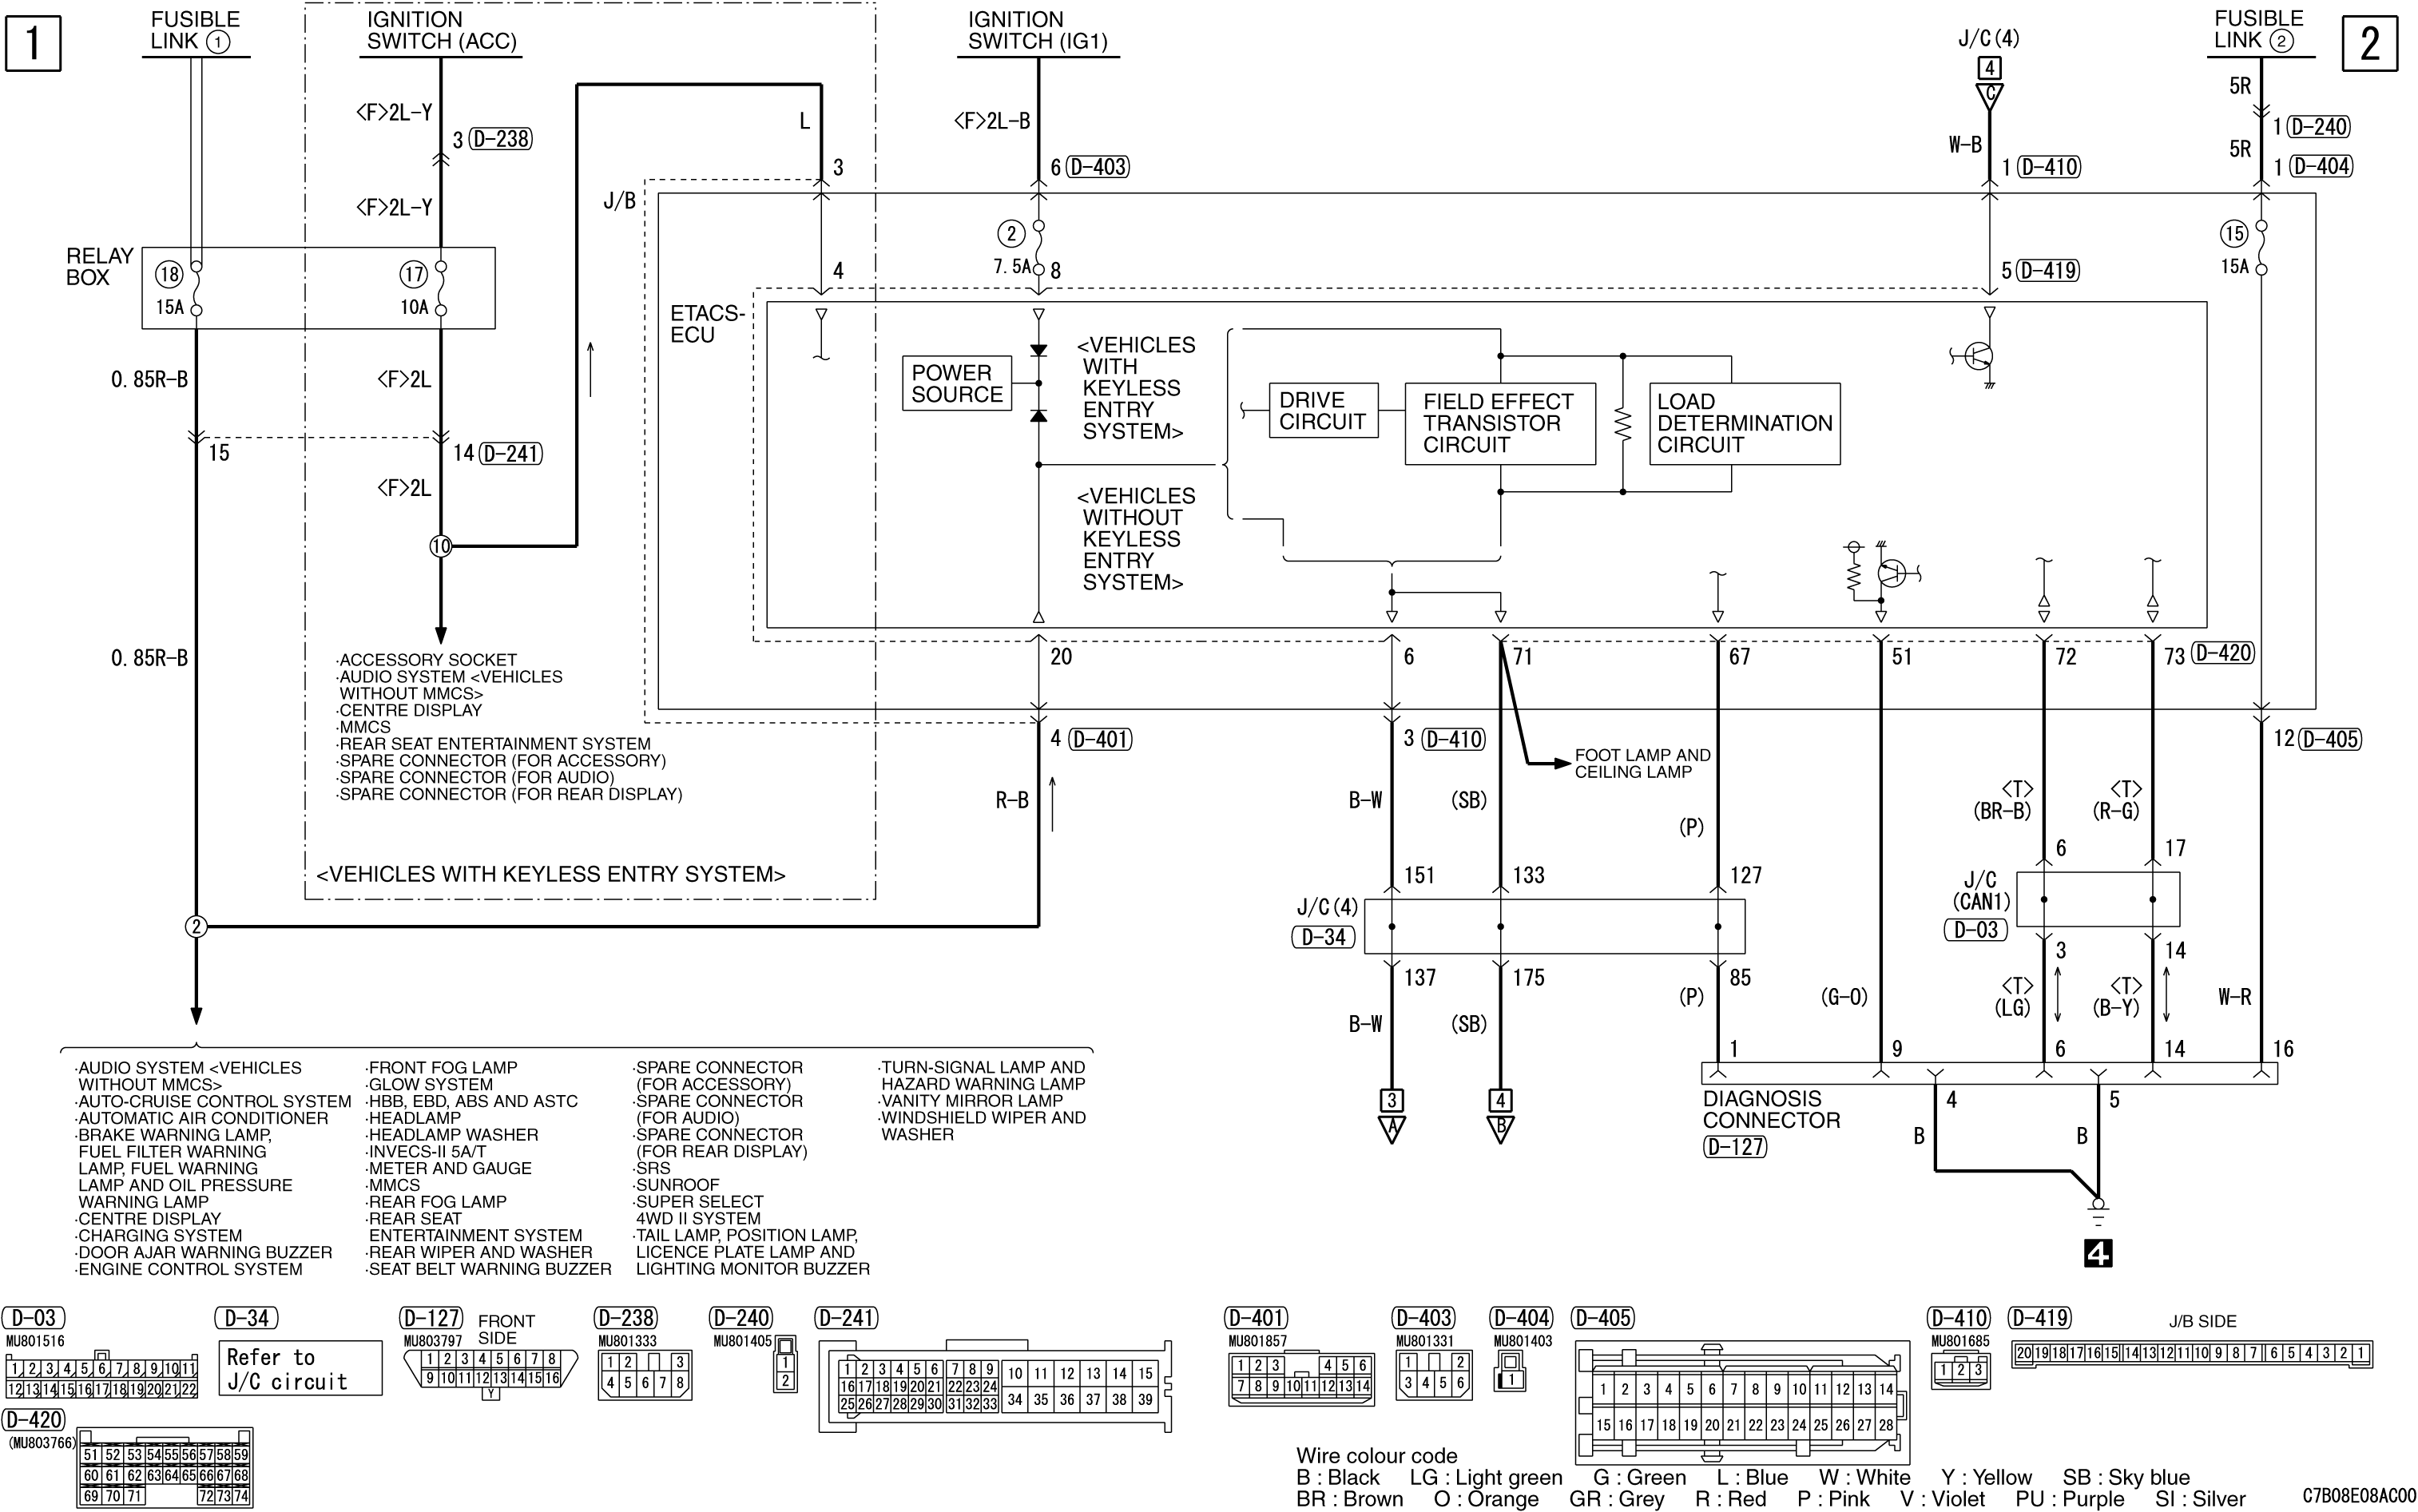 1
FUSIBLE
LINK ①
IGNITION
SWITCH (ACC)
IGNITION
SWITCH (IG1)
J/C(4)
4
C
FUSIBLE
LINK ②
2
<F>2L-Y
3 (D-238)
<F>2L-Y
L
3
<F>2L-B
6 (D-403)
W-B
1 (D-410)
5R
1 (D-240)
5R
1 (D-404)
J/B
RELAY
BOX
18
15A
17
10A
4
2
7.5A
8
5 (D-419)
15
15A
ETACS-
ECU
POWER
SOURCE
<VEHICLES
WITH
KEYLESS
ENTRY
SYSTEM>
DRIVE
CIRCUIT
FIELD EFFECT
TRANSISTOR
CIRCUIT
LOAD
DETERMINATION
CIRCUIT
<VEHICLES
WITHOUT
KEYLESS
ENTRY
SYSTEM>
0.85R-B
<F>2L
15
14 (D-241)
<F>2L
10
0.85R-B
·ACCESSORY SOCKET
·AUDIO SYSTEM <VEHICLES
WITHOUT MMCS>
·CENTRE DISPLAY
·MMCS
·REAR SEAT ENTERTAINMENT SYSTEM
·SPARE CONNECTOR (FOR ACCESSORY)
·SPARE CONNECTOR (FOR AUDIO)
·SPARE CONNECTOR (FOR REAR DISPLAY)
<VEHICLES WITH KEYLESS ENTRY SYSTEM>
20
6
71
67
51
72
73 (D-420)
4 (D-401)
3 (D-410)
FOOT LAMP AND
CEILING LAMP
12 (D-405)
R-B
B-W
(SB)
(P)
<T>
(BR-B)
<T>
(R-G)
6
17
151
133
127
J/C(4)
(D-34)
J/C
(CAN1)
(D-03)
2
137
175
85
3
14
B-W
(SB)
(P)
(G-O)
<T>
(LG)
<T>
(B-Y)
W-R
1
9
6
14
16
3
A
4
B
DIAGNOSIS
CONNECTOR
(D-127)
4
5
B
B
4
·AUDIO SYSTEM <VEHICLES
WITHOUT MMCS>
·AUTO-CRUISE CONTROL SYSTEM
·AUTOMATIC AIR CONDITIONER
·BRAKE WARNING LAMP,
FUEL FILTER WARNING
LAMP, FUEL WARNING
LAMP AND OIL PRESSURE
WARNING LAMP
·CENTRE DISPLAY
·CHARGING SYSTEM
·DOOR AJAR WARNING BUZZER
·ENGINE CONTROL SYSTEM
·FRONT FOG LAMP
·GLOW SYSTEM
·HBB, EBD, ABS AND ASTC
·HEADLAMP
·HEADLAMP WASHER
·INVECS-II 5A/T
·METER AND GAUGE
·MMCS
·REAR FOG LAMP
·REAR SEAT
ENTERTAINMENT SYSTEM
·REAR WIPER AND WASHER
·SEAT BELT WARNING BUZZER
·SPARE CONNECTOR
(FOR ACCESSORY)
·SPARE CONNECTOR
(FOR AUDIO)
·SPARE CONNECTOR
(FOR REAR DISPLAY)
·SRS
·SUNROOF
·SUPER SELECT
4WD II SYSTEM
·TAIL LAMP, POSITION LAMP,
LICENCE PLATE LAMP AND
LIGHTING MONITOR BUZZER
·TURN-SIGNAL LAMP AND
HAZARD WARNING LAMP
·VANITY MIRROR LAMP
·WINDSHIELD WIPER AND
WASHER
(D-03)
MU801516
1 2 3 4 5 6 7 8 9 10 11
12 13 14 15 16 17 18 19 20 21 22
(D-34)
Refer to
J/C circuit
(D-127)
MU803797
FRONT
SIDE
1 2 3 4 5 6 7 8
9 10 11 12 13 14 15 16
Y
(D-238)
MU801333
1 2 3
4 5 6 7 8
(D-240)
MU801405
1
2
(D-241)
1 2 3 4 5 6 7 8 9 10 11 12 13 14 15
16 17 18 19 20 21 22 23 24
25 26 27 28 29 30 31 32 33 34 35 36 37 38 39
(D-401)
MU801857
1 2 3 4 5 6
7 8 9 10 11 12 13 14
(D-403)
MU801331
1 2
3 4 5 6
(D-404)
MU801403
1
(D-405)
1 2 3 4 5 6 7 8 9 10 11 12 13 14
15 16 17 18 19 20 21 22 23 24 25 26 27 28
(D-410)
MU801685
1 2 3
(D-419)
J/B SIDE
20 19 18 17 16 15 14 13 12 11 10 9 8 7 6 5 4 3 2 1
(D-420)
(MU803766)
51 52 53 54 55 56 57 58 59
60 61 62 63 64 65 66 67 68
69 70 71 72 73 74
Wire colour code
B : Black LG : Light green G : Green L : Blue W : White Y : Yellow SB : Sky blue
BR : Brown O : Orange GR : Grey R : Red P : Pink V : Violet PU : Purple SI : Silver
C7B08E08AC00